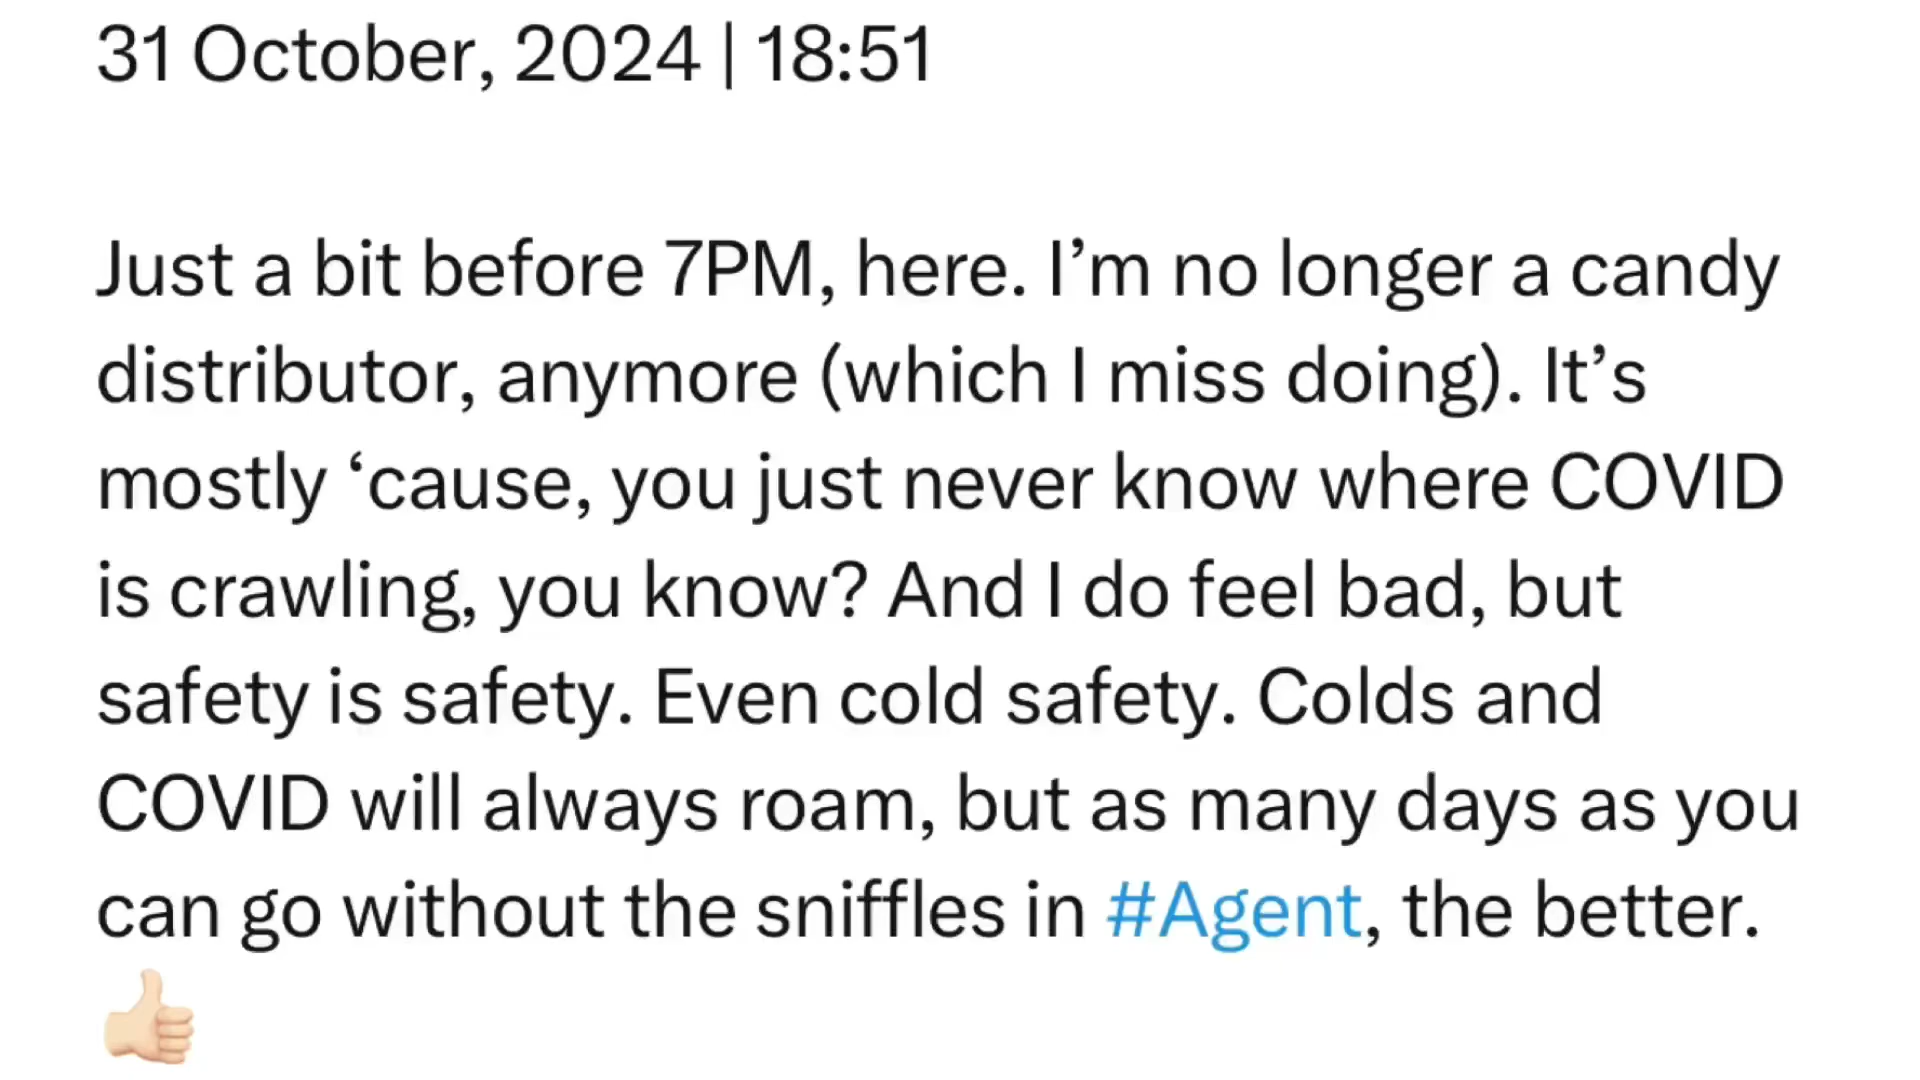 31 October, 2024 | 18:51
Just a bit before 7PM, here. I’m no longer a candy
distributor, anymore (which I miss doing). It’s
mostly ‘cause, you just never know where COVID
is crawling, you know? And I do feel bad, but
safety is safety. Even cold safety. Colds and
COVID will always roam, but as many days as you
can go without the sniffles in #Agent, the better.
👍🏻